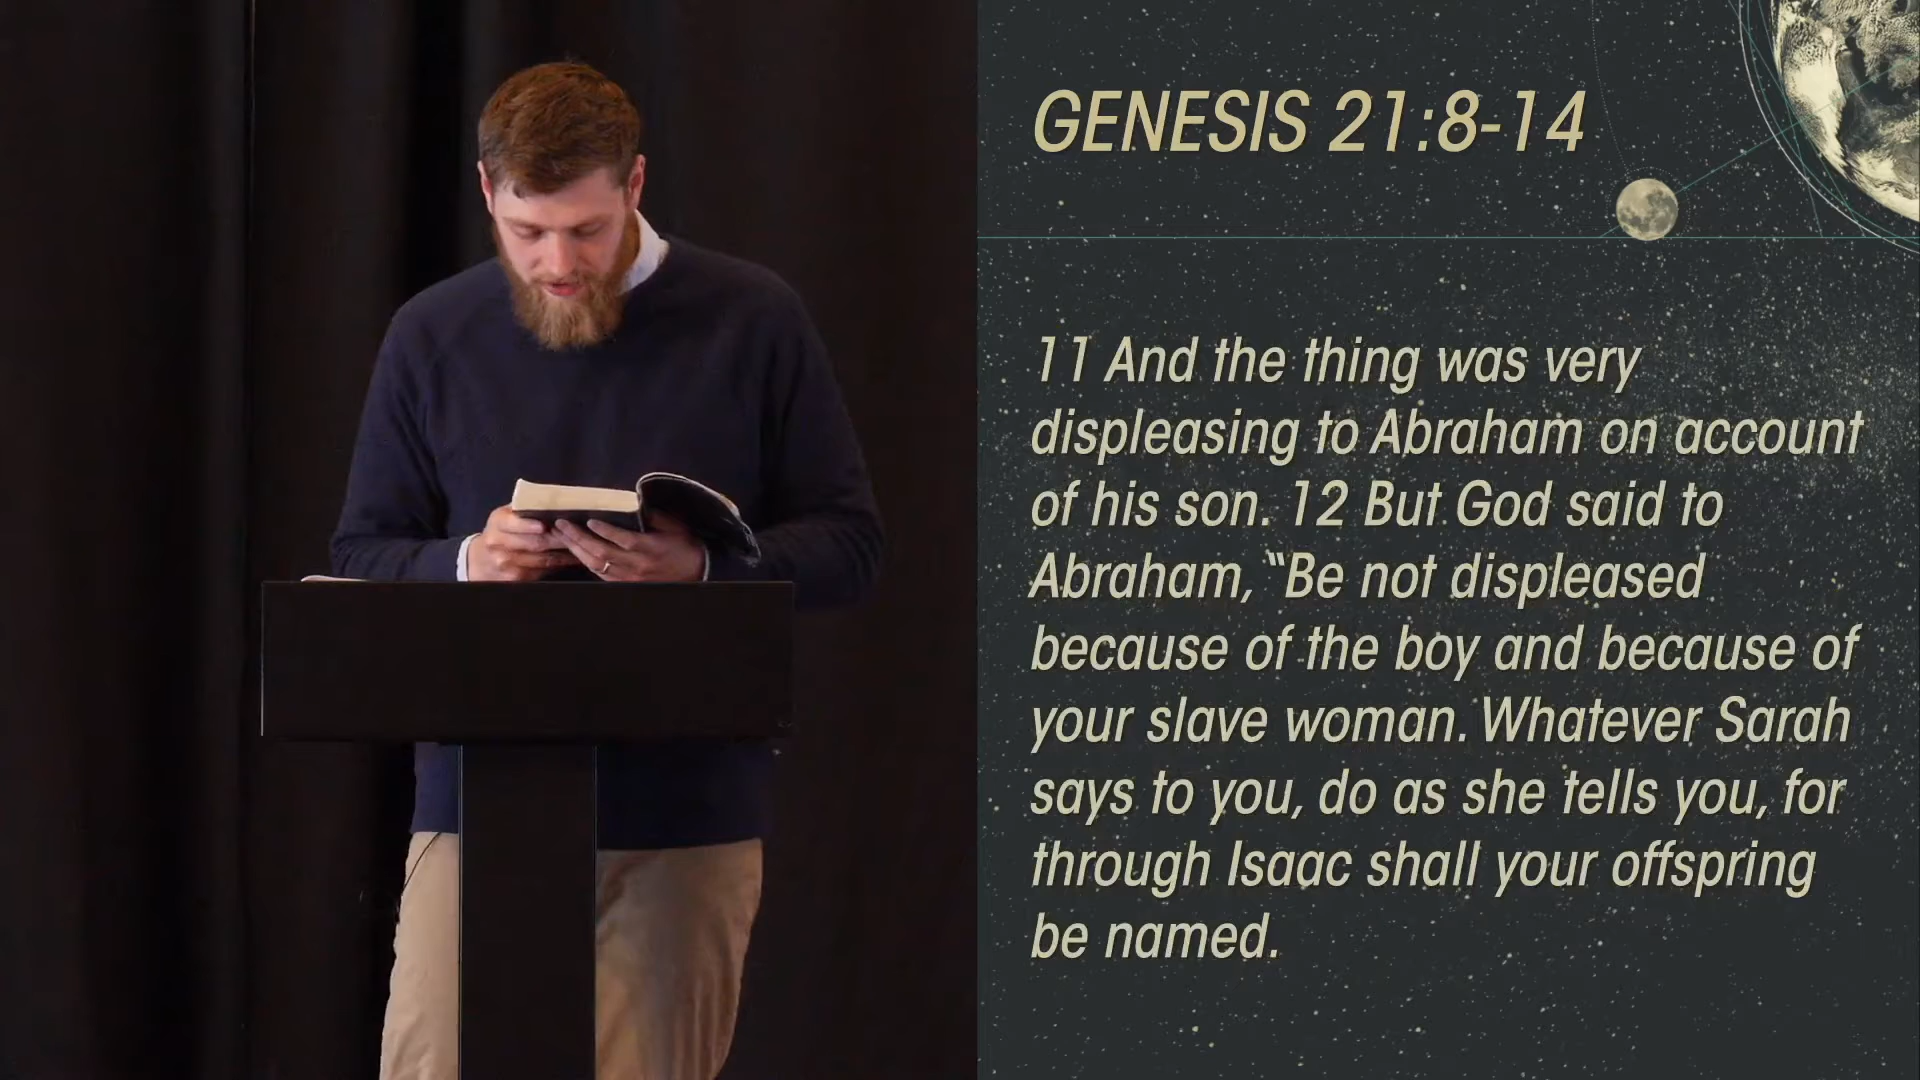 GENESIS 21:8-14
11 And the thing was very
displeasing to Abraham on account
of his son. 12 But God said to
Abraham, “Be not displeased
because of the boy and because of
your slave woman. Whatever Sarah
says to you, do as she tells you, for
through Isaac shall your offspring
be named.